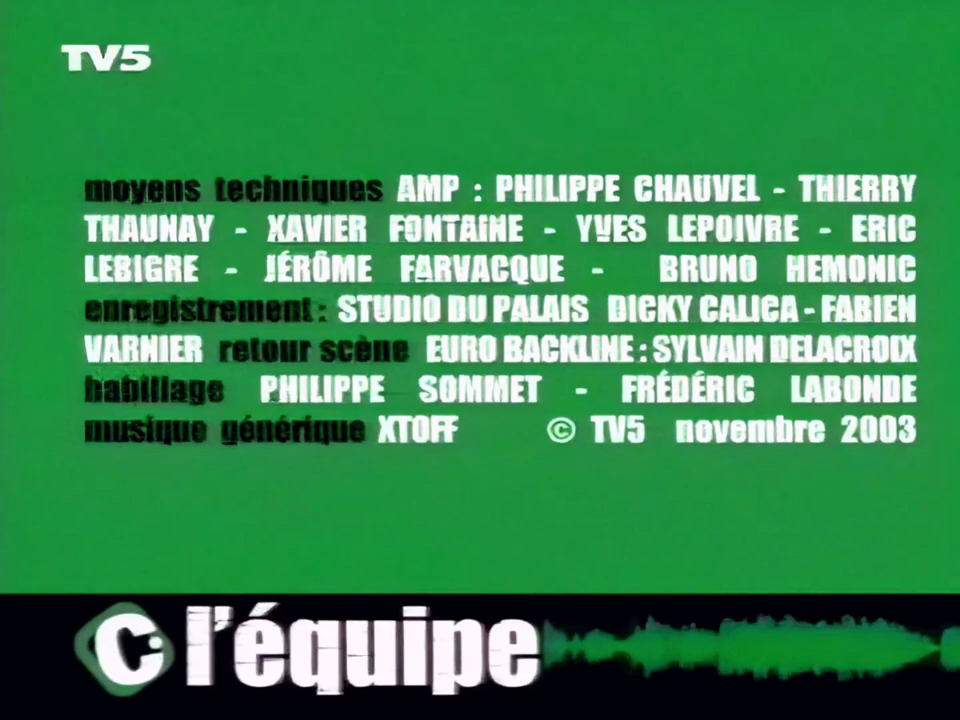 TV5
moyens techniques AMP : PHILIPPE CHAUVEL - THIERRY
THAUNAY - XAVIER FONTAINE - YVES LEPOIVRE - ERIC
LEBIGRE - JÉRÔME FARVACQUE - BRUNO HEMONIC
enregistrement : STUDIO DU PALAIS DICKY CALICA - FABIEN
VARNIER retour scène EURO BACKLINE : SYLVAIN DELACROIX
habillage PHILIPPE SOMMET - FRÉDÉRIC LABONDE
musique générique XTOFF © TV5 novembre 2003
C l'équipe